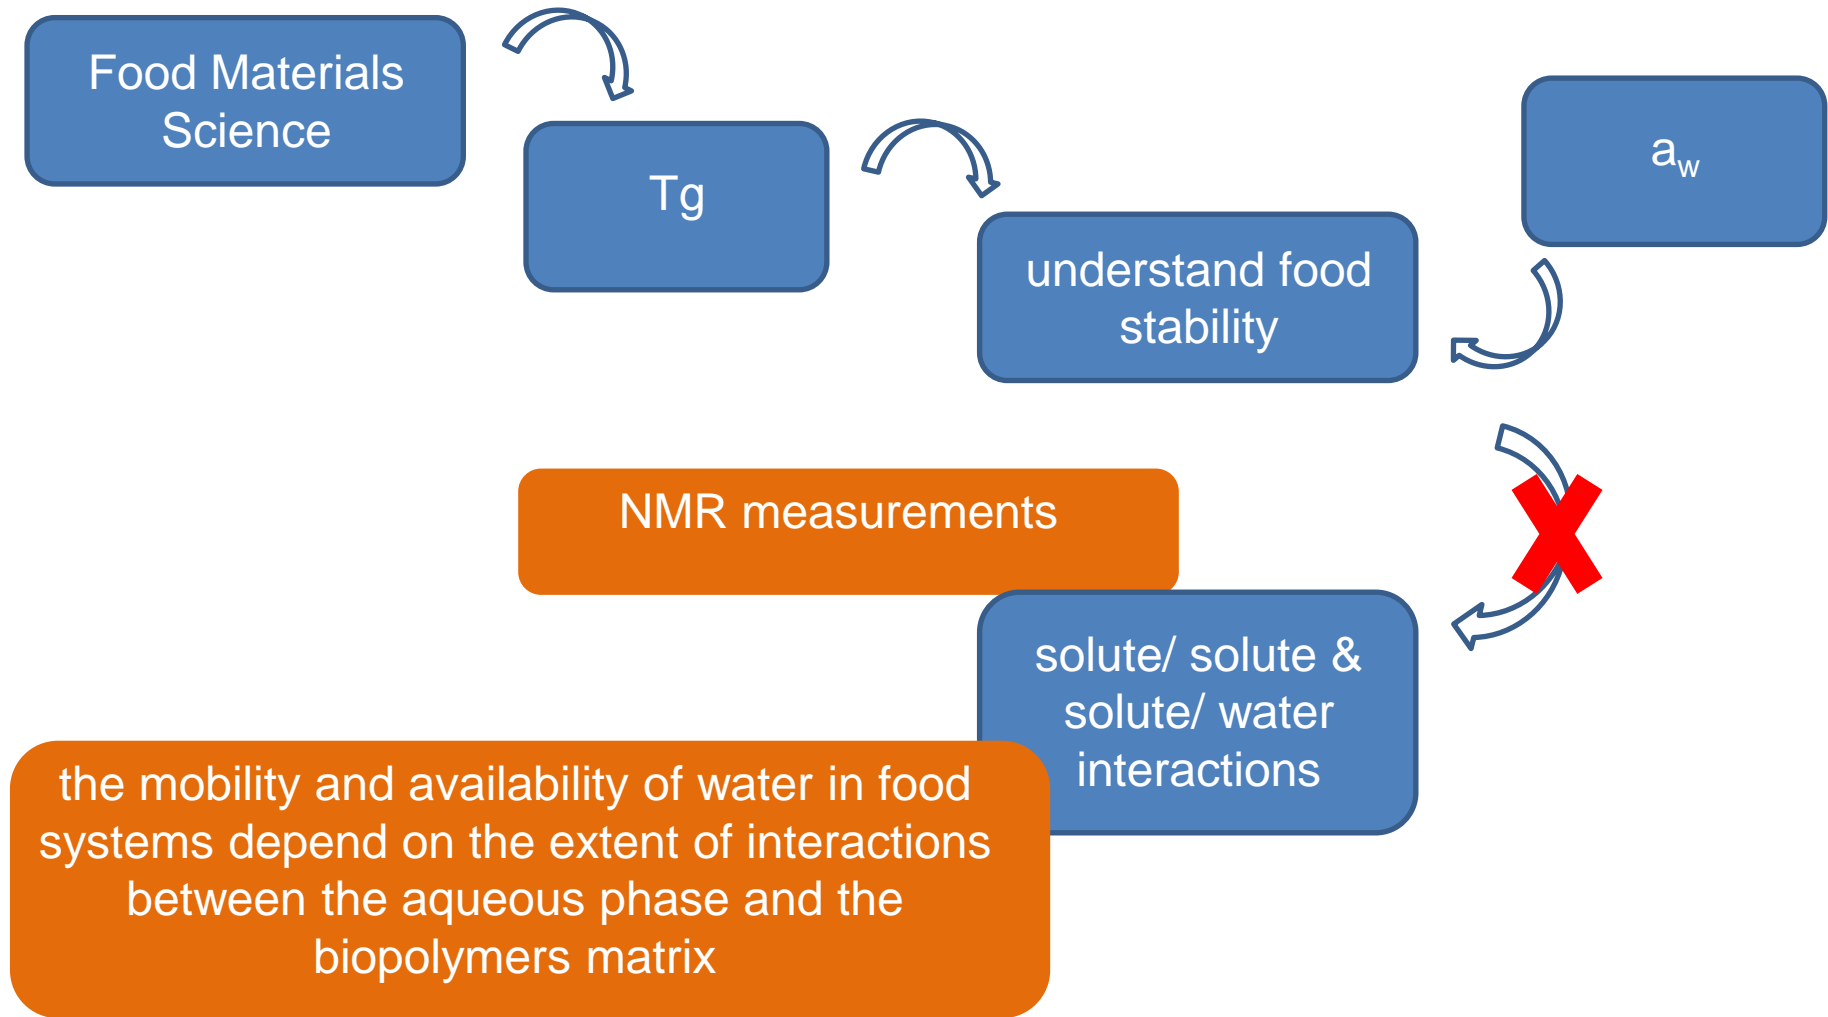 Food Materials
Science
Tg
a_w
understand food
stability
NMR measurements
solute/ solute &
solute/ water
interactions
the mobility and availability of water in food
systems depend on the extent of interactions
between the aqueous phase and the
biopolymers matrix